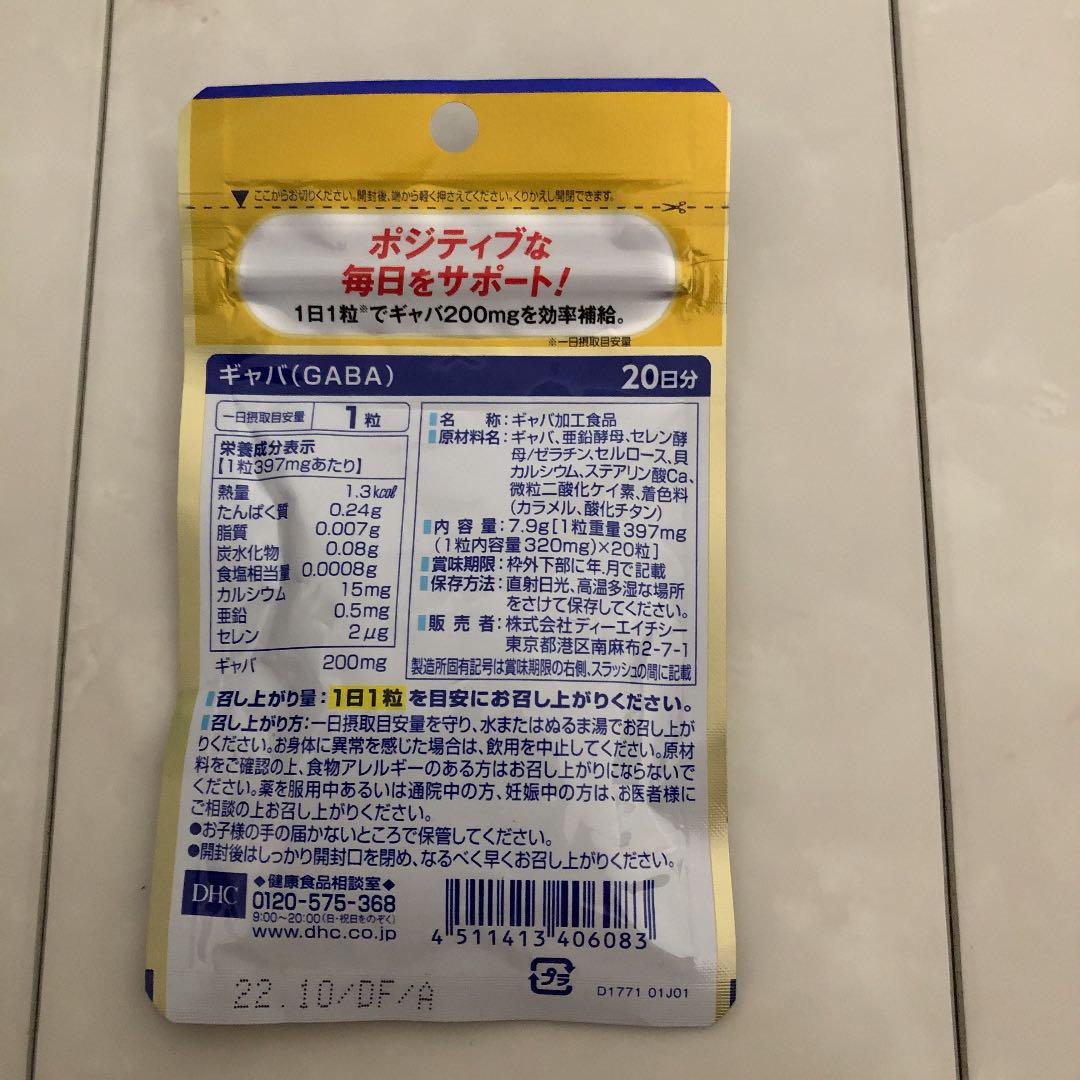 ここからお切りください。開封後、端から軽く押さえてください。くりかえし開閉できます。
ポジティブな
毎日をサポート!
1日1粒※でギャバ200mgを効率補給。
※一日摂取目安量
ギャバ(GABA) 20日分
一日摂取目安量 1粒
栄養成分表示
【1粒397mgあたり】
熱量 1.3kcal
たんぱく質 0.24g
脂質 0.007g
炭水化物 0.08g
食塩相当量 0.0008g
カルシウム 15mg
亜鉛 0.5mg
セレン 2μg
ギャバ 200mg
名 称:ギャバ加工食品
原材料名:ギャバ、亜鉛酵母、セレン酵
母/ゼラチン、セルロース、貝
カルシウム、ステアリン酸Ca、
微粒二酸化ケイ素、着色料
(カラメル、酸化チタン)
内容量:7.9g[1粒重量397mg
(1粒内容量320mg)×20粒]
賞味期限:枠外下部に年.月で記載
保存方法:直射日光、高温多湿な場所
をさけて保存してください。
販売者:株式会社ディーエイチシー
東京都港区南麻布2-7-1
製造所固有記号は賞味期限の右側、スラッシュの間に記載
召し上がり量:1日1粒を目安にお召し上がりください。
召し上がり方:一日摂取目安量を守り、水またはぬるま湯でお召し上が
りください。お身体に異常を感じた場合は、飲用を中止してください。原材
料をご確認の上、食物アレルギーのある方はお召し上がりにならないで
ください。薬を服用中あるいは通院中の方、妊娠中の方は、お医者様に
ご相談の上お召し上がりください。
●お子様の手の届かないところで保管してください。
●開封後はしっかり開封口を閉め、なるべく早くお召し上がりください。
DHC
◆健康食品相談室◆
0120-575-368
9:00~20:00(日・祝日をのぞく)
www.dhc.co.jp
4 511413 406083
プラ
D1771 01J01
22.10/DF/A